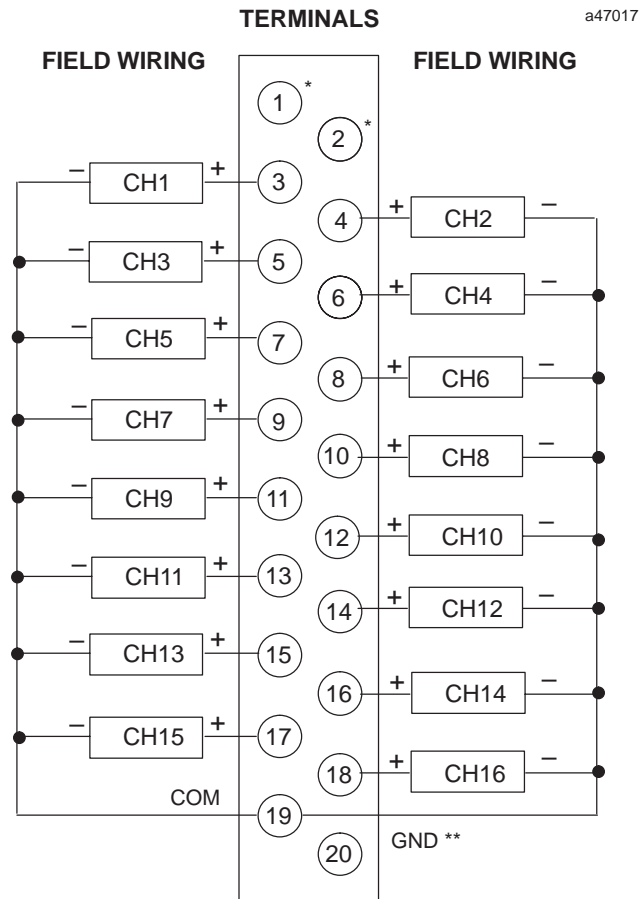 TERMINALS
a47017
FIELD WIRING
FIELD WIRING
1 *
2 *
− CH1 + 3
4 + CH2 −
− CH3 + 5
6 + CH4 −
− CH5 + 7
8 + CH6 −
− CH7 + 9
10 + CH8 −
− CH9 + 11
12 + CH10 −
− CH11 + 13
14 + CH12 −
− CH13 + 15
16 + CH14 −
− CH15 + 17
18 + CH16 −
COM 19
20 GND **